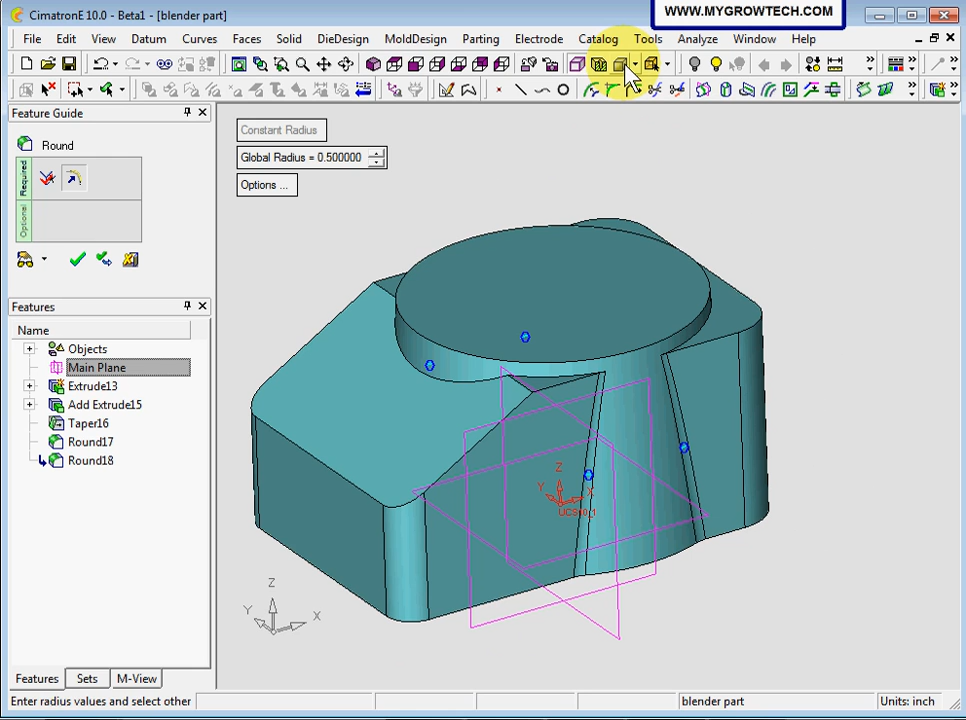 CimatronE 10.0 - Beta1 - [blender part]
WWW.MYGROWTECH.COM
File Edit View Datum Curves Faces Solid DieDesign MoldDesign Parting Electrode Catalog Tools Analyze Window Help
Feature Guide
Round
Required
Optional
Constant Radius
Global Radius = 0.500000
Options ...
Features
Name
Objects
Main Plane
Extrude13
Add Extrude15
Taper16
Round17
Round18
Z
Y
X
Z
Y
X
Features Sets M-View
Enter radius values and select other
blender part
Units: inch